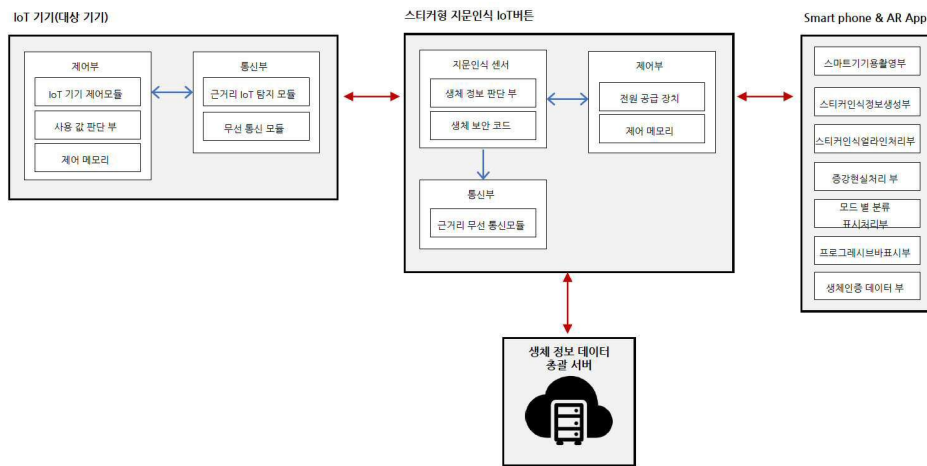 IoT 기기(대상 기기)
제어부
IoT 기기 제어모듈
사용 값 판단 부
제어 메모리
통신부
근거리 IoT 탐지 모듈
무선 통신 모듈
스티커형 지문인식 IoT버튼
지문인식 센서
생체 정보 판단 부
생체 보안 코드
제어부
전원 공급 장치
제어 메모리
통신부
근거리 무선 통신모듈
Smart phone & AR App
스마트기기용촬영부
스티커인식정보생성부
스티커인식얼라인처리부
증강현실처리 부
모드 별 분류
표시처리부
프로그레시브바표시부
생체인증 데이터 부
생체 정보 데이터
총괄 서버